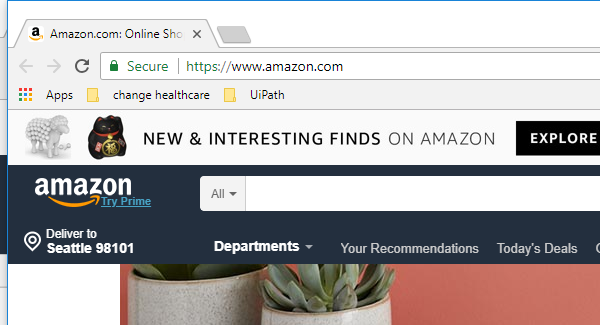 Amazon.com: Online Sho
Secure https://www.amazon.com
Apps change healthcare UiPath
NEW & INTERESTING FINDS ON AMAZON EXPLORE
amazon
Try Prime
All
Deliver to
Seattle 98101
Departments Your Recommendations Today's Deals